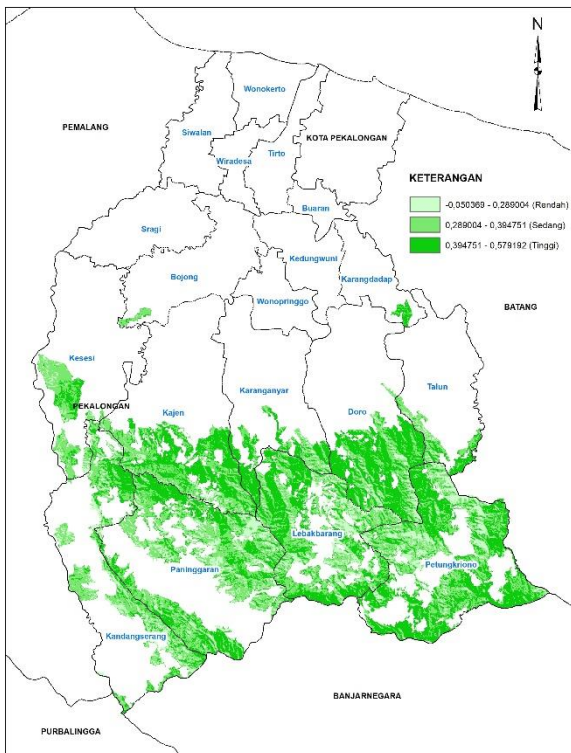 N
Wonokerto
PEMALANG
Siwalan
KOTA PEKALONGAN
Tirto
Wiradesa
KETERANGAN
-0,050369 - 0,289004 (Rendah)
0,289004 - 0,394751 (Sedang)
0,394751 - 0,579192 (Tinggi)
Buaran
Sragi
Kedungwuni
Bojong
Karangdadap
Wonopringgo
BATANG
Kesesi
Karanganyar
Talun
PEKALONGAN
Kajen
Doro
Lebakbarang
Petungkriono
Paninggaran
Kandangserang
BANJARNEGARA
PURBALINGGA